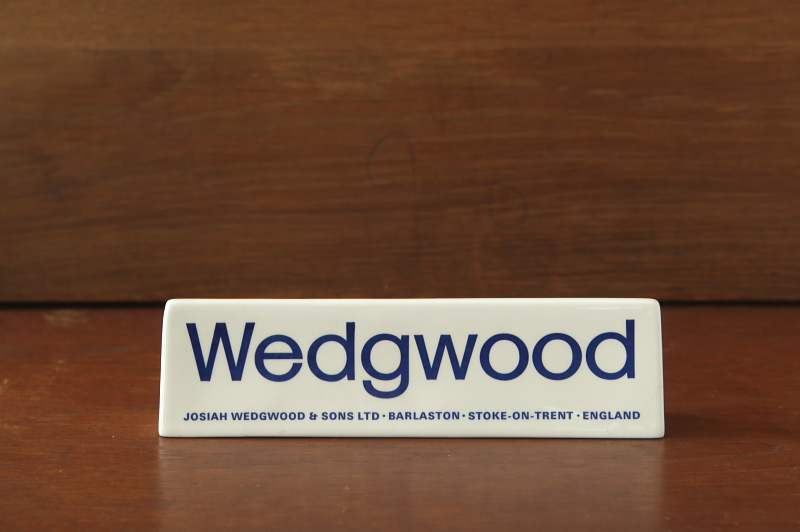 Wedgwood
JOSIAH WEDGWOOD & SONS LTD · BARLASTON · STOKE-ON-TRENT · ENGLAND